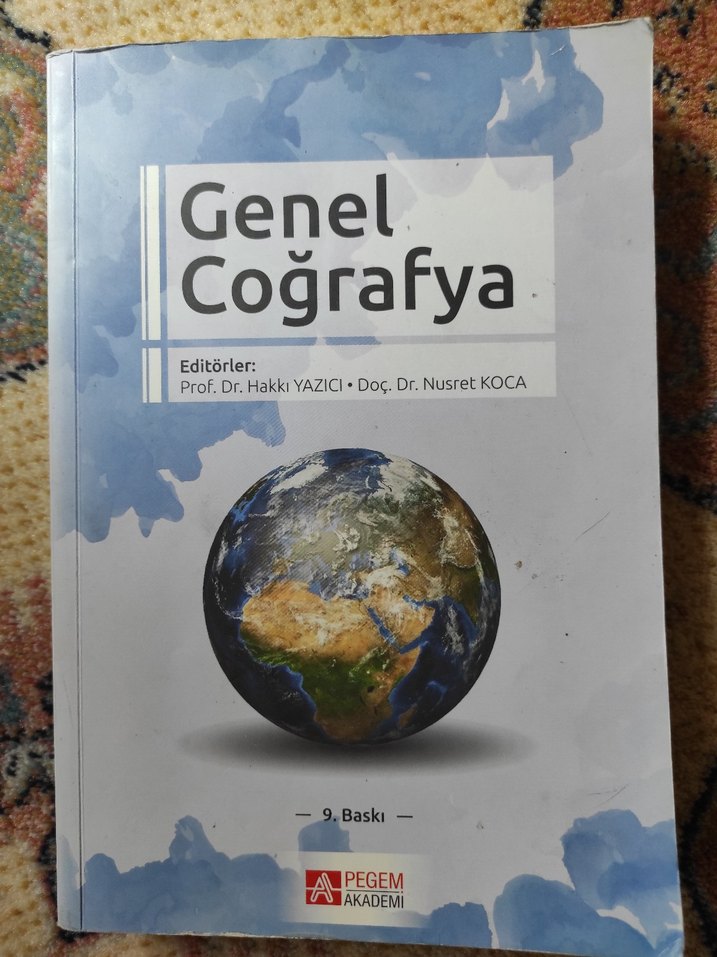 Genel
Coğrafya
Editörler:
Prof. Dr. Hakkı YAZICI • Doç. Dr. Nusret KOCA
— 9. Baskı —
PEGEM
AKADEMİ